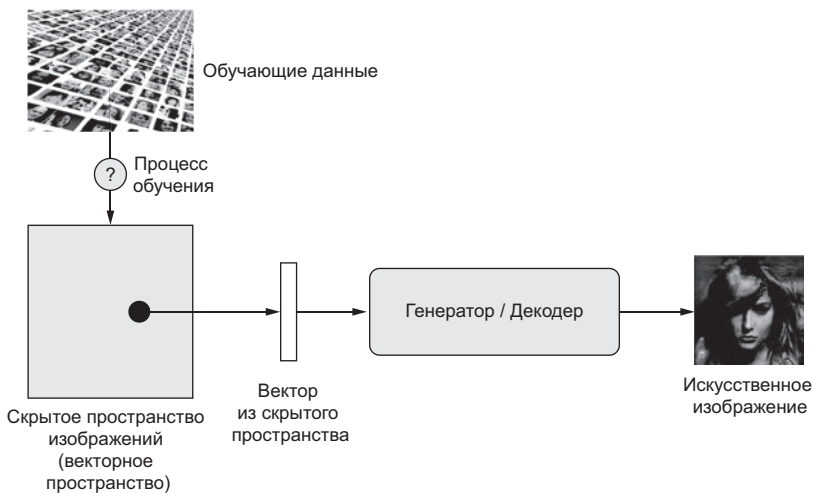 Обучающие данные
?
Процесс
обучения
Генератор / Декодер
Вектор
из скрытого
пространства
Искусственное
изображение
Скрытое пространство
изображений
(векторное
пространство)